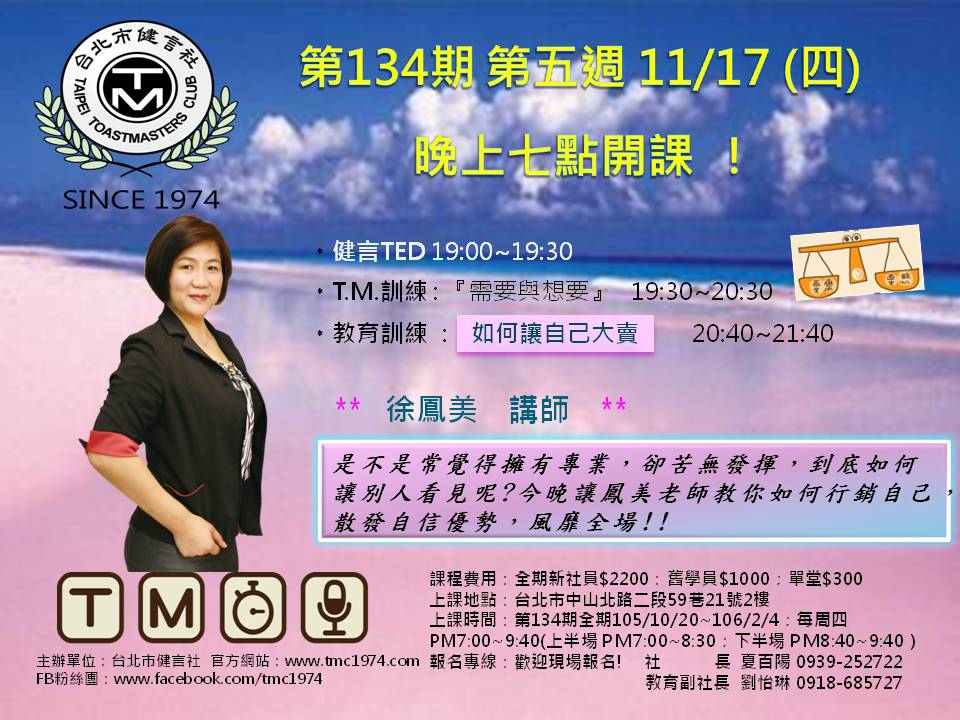 台北市健言社
TAIPEI TOASTMASTERS CLUB
TM
SINCE 1974
第134期 第五週 11/17 (四)
晚上七點開課 !
* 健言TED 19:00~19:30
* T.M.訓練 : 『需要與想要』 19:30~20:30
* 教育訓練 : 如何讓自己大賣 20:40~21:40
** 徐鳳美 講師 **
是不是常覺得擁有專業，卻苦無發揮，到底如何
讓別人看見呢?今晚讓鳳美老師教你如何行銷自己，
散發自信優勢，風靡全場!!
T M
課程費用：全期新社員$2200；舊學員$1000；單堂$300
上課地點：台北市中山北路二段59巷21號2樓
上課時間：第134期全期105/10/20~106/2/4；每周四
PM7:00~9:40(上半場 PM7:00~8:30；下半場 PM8:40~9:40 )
報名專線：歡迎現場報名! 社 長 夏百陽 0939-252722
教育副社長 劉怡琳 0918-685727
主辦單位：台北市健言社 官方網站：www.tmc1974.com
FB粉絲團：www.facebook.com/tmc1974